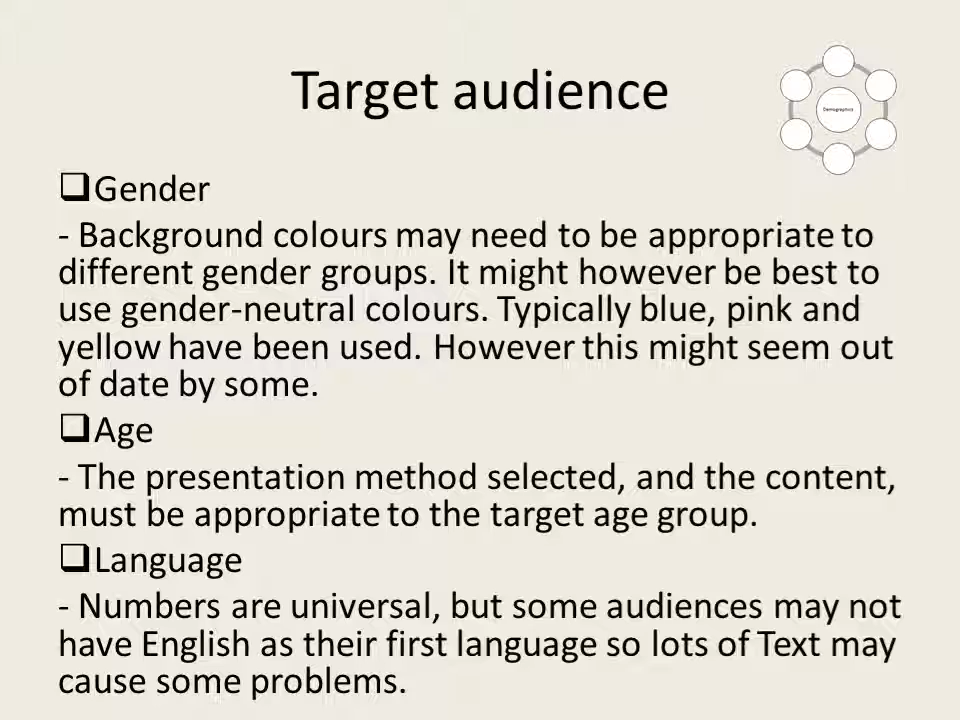 Target audience
Demographics
❑Gender
- Background colours may need to be appropriate to
different gender groups. It might however be best to
use gender-neutral colours. Typically blue, pink and
yellow have been used. However this might seem out
of date by some.
❑Age
- The presentation method selected, and the content,
must be appropriate to the target age group.
❑Language
- Numbers are universal, but some audiences may not
have English as their first language so lots of Text may
cause some problems.